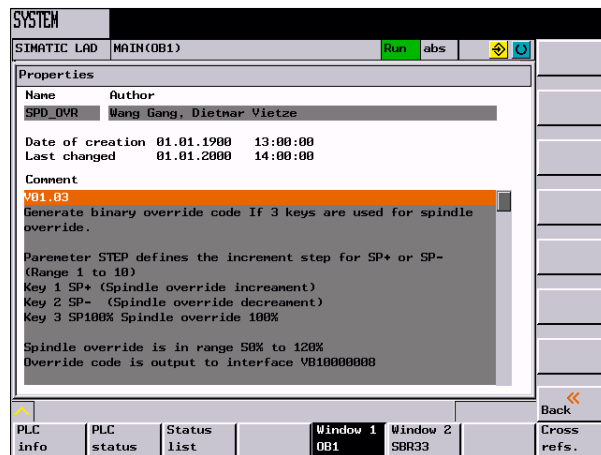 SYSTEM
SIMATIC LAD MAIN(OB1) Run abs
Properties
Name Author
SPD_OVR Wang Gang, Dietmar Vietze
Date of creation 01.01.1900 13:00:00
Last changed 01.01.2000 14:00:00
Comment
V01.03
Generate binary override code If 3 keys are used for spindle
override.
Paremeter STEP defines the increment step for SP+ or SP-
(Range 1 to 10)
Key 1 SP+ (Spindle override increament)
Key 2 SP- (Spindle override decreament)
Key 3 SP100% Spindle override 100%
Spindle override is in range 50% to 120%
Override code is output to interface VB10000008
Back
PLC PLC Status Window 1 Window 2 Cross
info status list OB1 SBR33 refs.